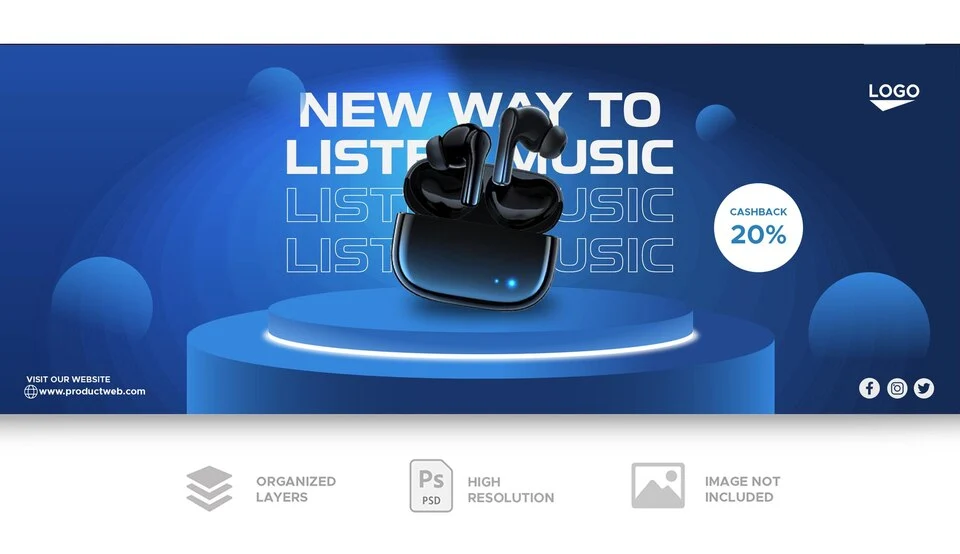 NEW WAY TO
LISTE MUSIC
LIST USIC
LIST USIC
LOGO
CASHBACK
20%
VISIT OUR WEBSITE
www.productweb.com
ORGANIZED
LAYERS
Ps
PSD
HIGH
RESOLUTION
IMAGE NOT
INCLUDED